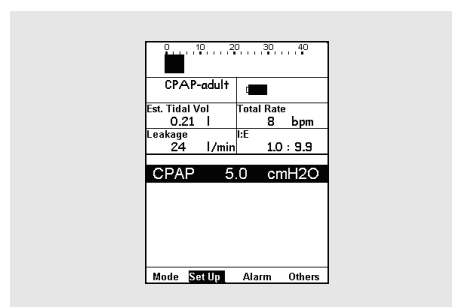 0 10 20 30 40
CPAP-adult
Est. Tidal Vol Total Rate
0.21 l 8 bpm
Leakage I:E
24 l/min 1.0 : 9.9
CPAP 5.0 cmH2O
Mode Set Up Alarm Others